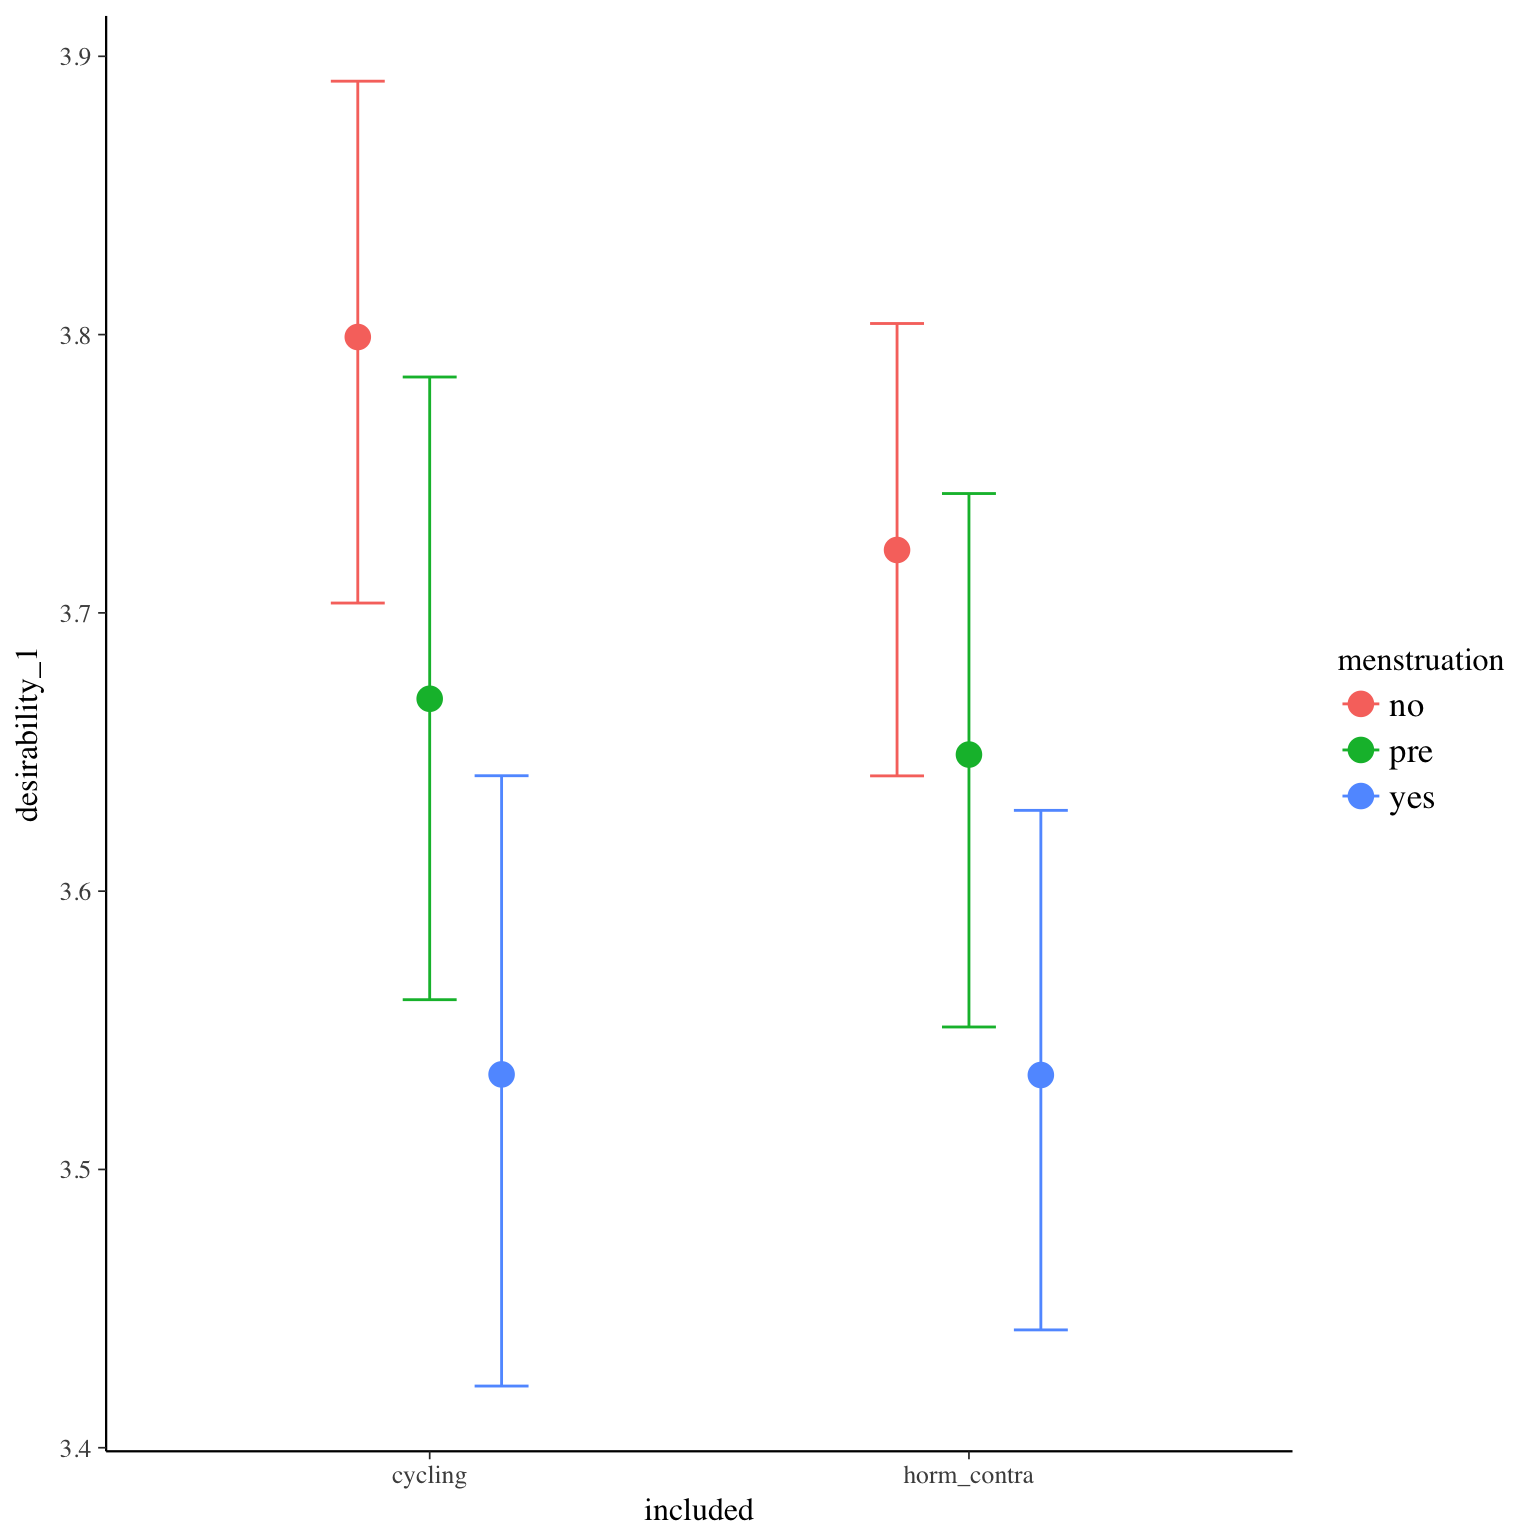 3.9
3.8
3.7
3.6
3.5
3.4
desirability_1
cycling
horm_contra
included
menstruation
no
pre
yes